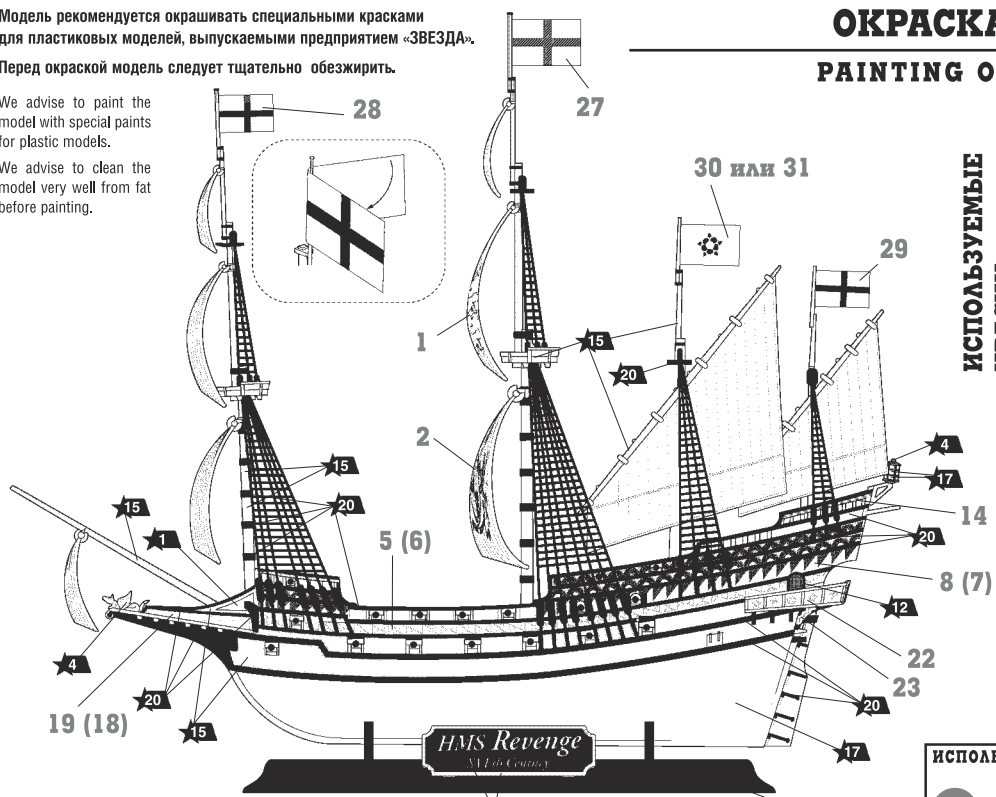 Модель рекомендуется окрашивать специальными красками
для пластиковых моделей, выпускаемыми предприятием «ЗВЕЗДА».
Перед окраской модель следует тщательно обезжирить.
We advise to paint the
model with special paints
for plastic models.
We advise to clean the
model very well from fat
before painting.
ОКРАСКА
PAINTING O
ИСПОЛЬЗУЕМЫЕ
28
27
30 или 31
29
1
15
20
2
4
17
15
20
15
1
5 (6)
14
20
8 (7)
12
22
23
4
20
19 (18)
15
20
17
HMS Revenge
XVI th Century
ИСПОЛЬ